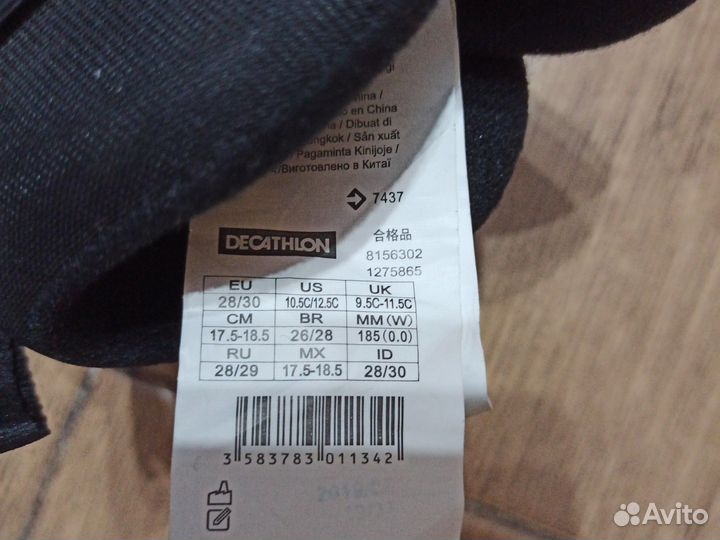 en China
/ Dibuat di
/ Sản xuất
/ Pagaminta Kinijoje /
/Виготовлено в Китаї
7437
DECATHLON
合格品
8156302
1275865
EU US UK
28/30 10.5C/12.5C 9.5C-11.5C
CM BR MM(W)
17.5-18.5 26/28 185(0.0)
RU MX ID
28/29 17.5-18.5 28/30
3 583783 011342
Avito